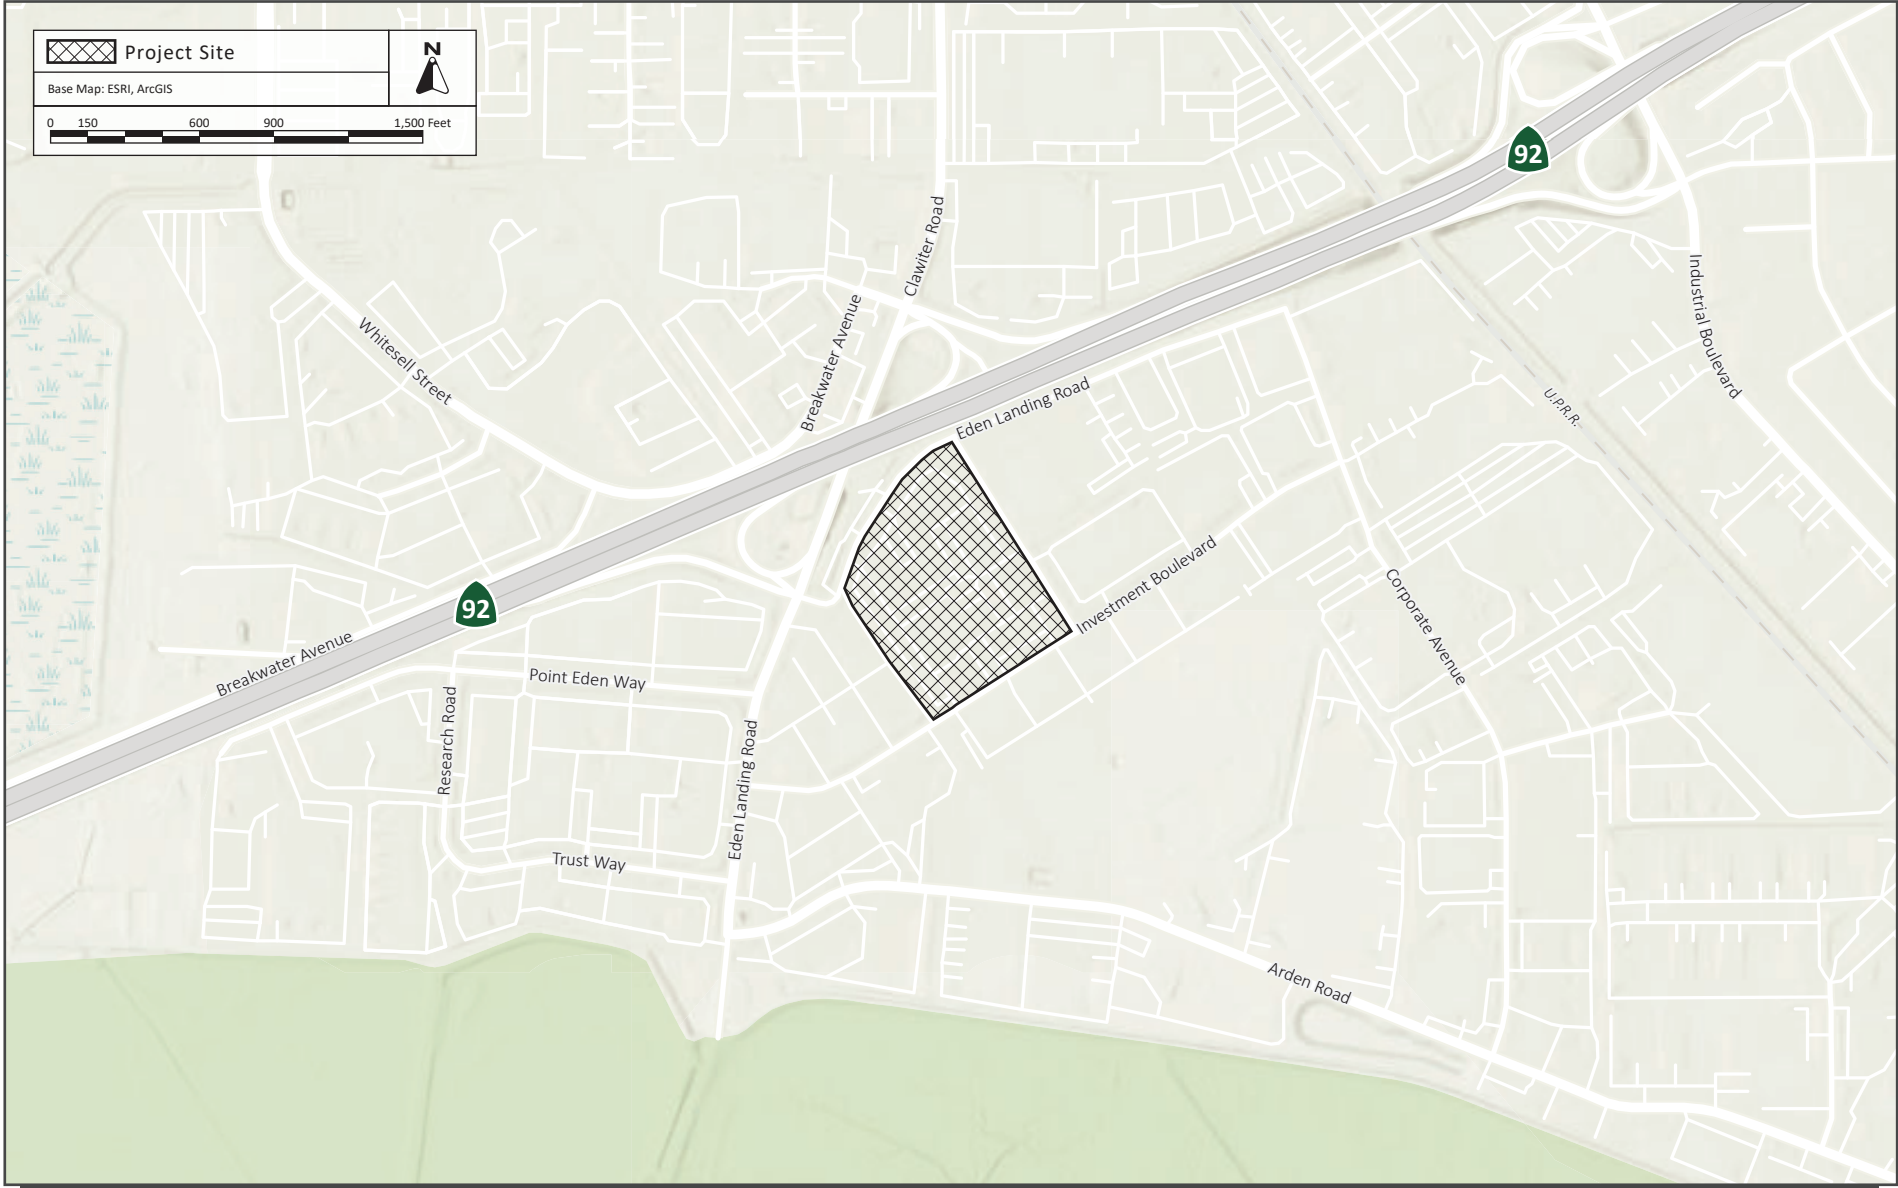 Project Site
N
Base Map: ESRI, ArcGIS
0 150 600 900 1,500 Feet
92
Clawiter Road
Breakwater Avenue
Whitesell Street
Industrial Boulevard
Eden Landing Road
U.P.R.R.
Investment Boulevard
Corporate Avenue
92
Breakwater Avenue
Point Eden Way
Research Road
Eden Landing Road
Trust Way
Arden Road